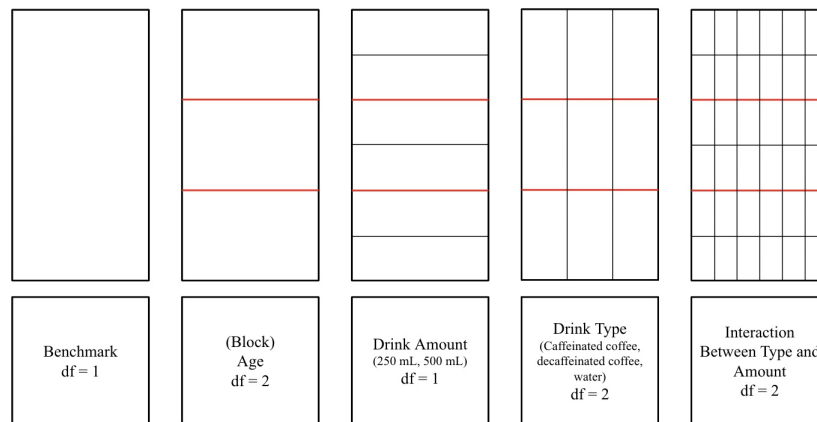 Benchmark
df = 1
(Block)
Age
df = 2
Drink Amount
(250 mL, 500 mL)
df = 1
Drink Type
(Caffeinated coffee,
decaffeinated coffee,
water)
df = 2
Interaction
Between Type and
Amount
df = 2